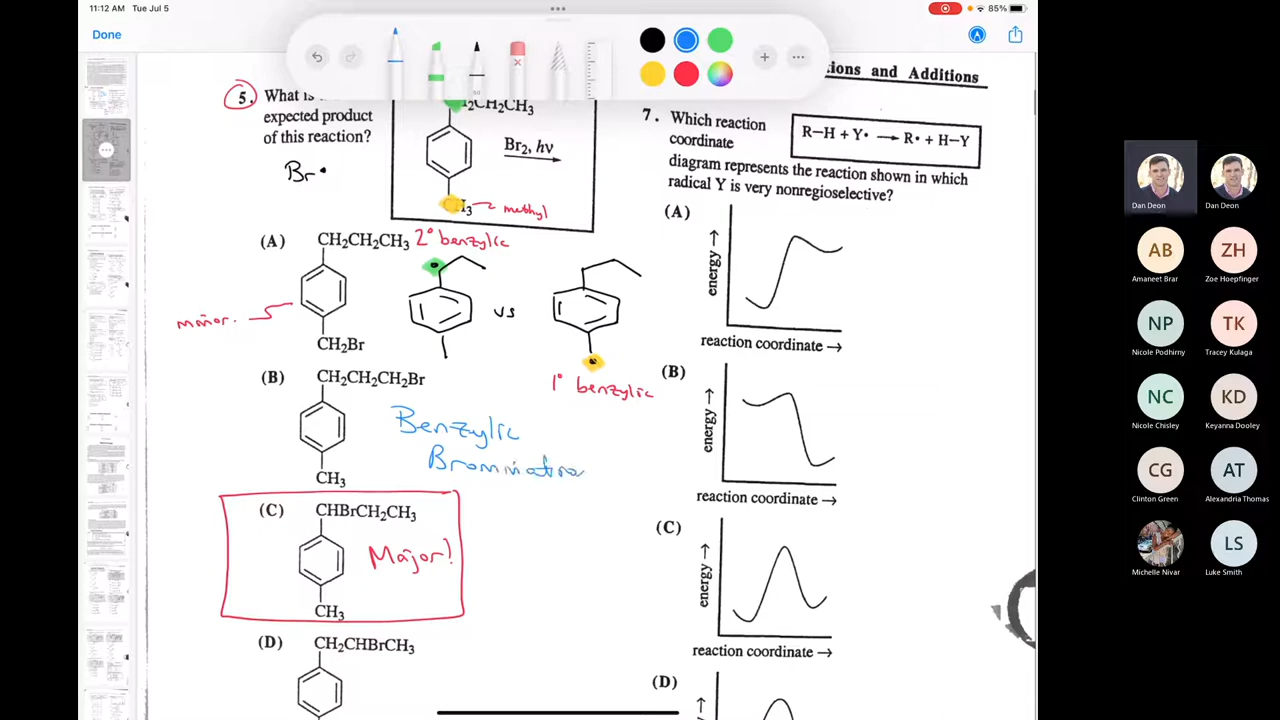 11:12 AM Tue Jul 5
85%
Done
5. What is
expected product
of this reaction?
Br•
CH₂CH₃
Br₂, hν
methyl
(A) CH₂CH₂CH₃ 2° benzylic
minor.
vs
CH₂Br
1° benzylic
(B) CH₂CH₂CH₂Br
Benzylic
Bromination
CH₃
(C) CHBrCH₂CH₃
Major!
CH₃
(D) CH₂CHBrCH₃
and Additions
7. Which reaction
coordinate
R–H + Y• → R• + H–Y
diagram represents the reaction shown in which
radical Y is very nonregioselective?
(A)
energy →
reaction coordinate →
(B)
energy →
reaction coordinate →
(C)
energy →
reaction coordinate →
(D)
Dan Deon
Dan Deon
AB
Amaneet Brar
ZH
Zoe Hoepfinger
NP
Nicole Podhirny
TK
Tracey Kulaga
NC
Nicole Chisley
KD
Keyanna Dooley
CG
Clinton Green
AT
Alexandria Thomas
Michelle Nivar
LS
Luke Smith